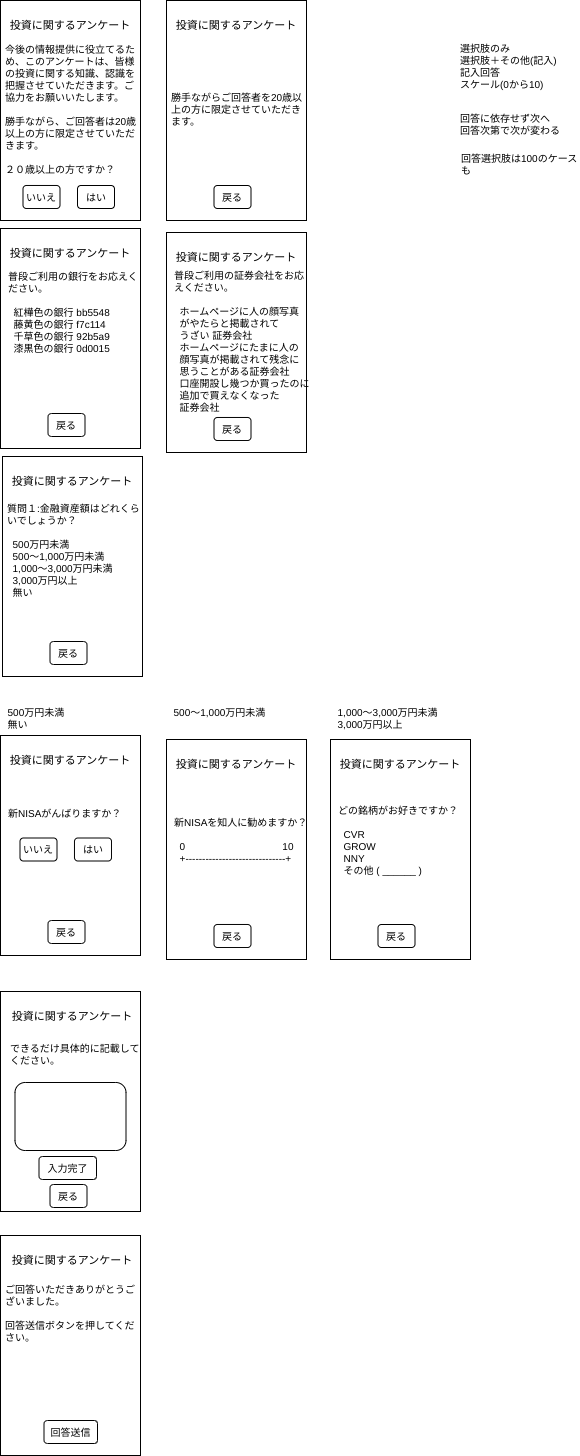 投資に関するアンケート
今後の情報提供に役立てるた
め、このアンケートは、皆様
の投資に関する知識、認識を
把握させていただきます。ご
協力をお願いいたします。
勝手ながら、ご回答者は20歳
以上の方に限定させていただ
きます。
２０歳以上の方ですか？
いいえ
はい
投資に関するアンケート
勝手ながらご回答者を20歳以
上の方に限定させていただき
ます。
戻る
選択肢のみ
選択肢＋その他(記入)
記入回答
スケール(0から10)
回答に依存せず次へ
回答次第で次が変わる
回答選択肢は100のケース
も
投資に関するアンケート
普段ご利用の銀行をお応えく
ださい。
紅樺色の銀行 bb5548
藤黄色の銀行 f7c114
千草色の銀行 92b5a9
漆黒色の銀行 0d0015
戻る
投資に関するアンケート
普段ご利用の証券会社をお応
えください。
ホームページに人の顔写真
がやたらと掲載されて
うざい 証券会社
ホームページにたまに人の
顔写真が掲載されて残念に
思うことがある証券会社
口座開設し幾つか買ったのに
追加で買えなくなった
証券会社
戻る
投資に関するアンケート
質問１:金融資産額はどれくら
いでしょうか？
500万円未満
500〜1,000万円未満
1,000〜3,000万円未満
3,000万円以上
無い
戻る
500万円未満
無い
投資に関するアンケート
新NISAがんばりますか？
いいえ
はい
戻る
500〜1,000万円未満
投資に関するアンケート
新NISAを知人に勧めますか？
0 10
+------------------------------+
戻る
1,000〜3,000万円未満
3,000万円以上
投資に関するアンケート
どの銘柄がお好きですか？
CVR
GROW
NNY
その他 ( ______ )
戻る
投資に関するアンケート
できるだけ具体的に記載して
ください。
入力完了
戻る
投資に関するアンケート
ご回答いただきありがとうご
ざいました。
回答送信ボタンを押してくだ
さい。
回答送信